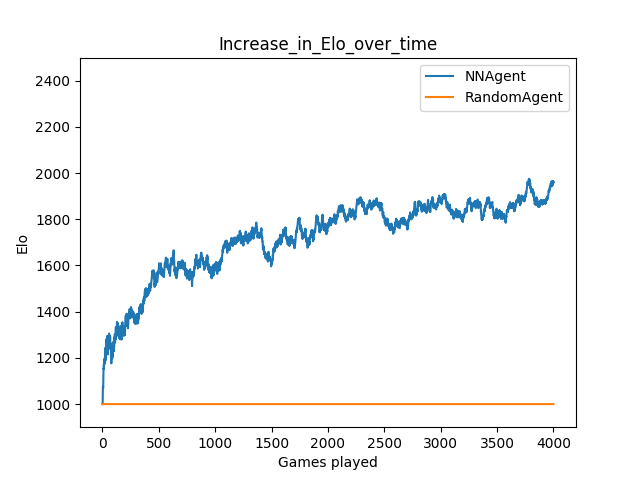 Increase_in_Elo_over_time
NNAgent
RandomAgent
2400
2200
2000
1800
1600
1400
1200
1000
Elo
0 500 1000 1500 2000 2500 3000 3500 4000
Games played